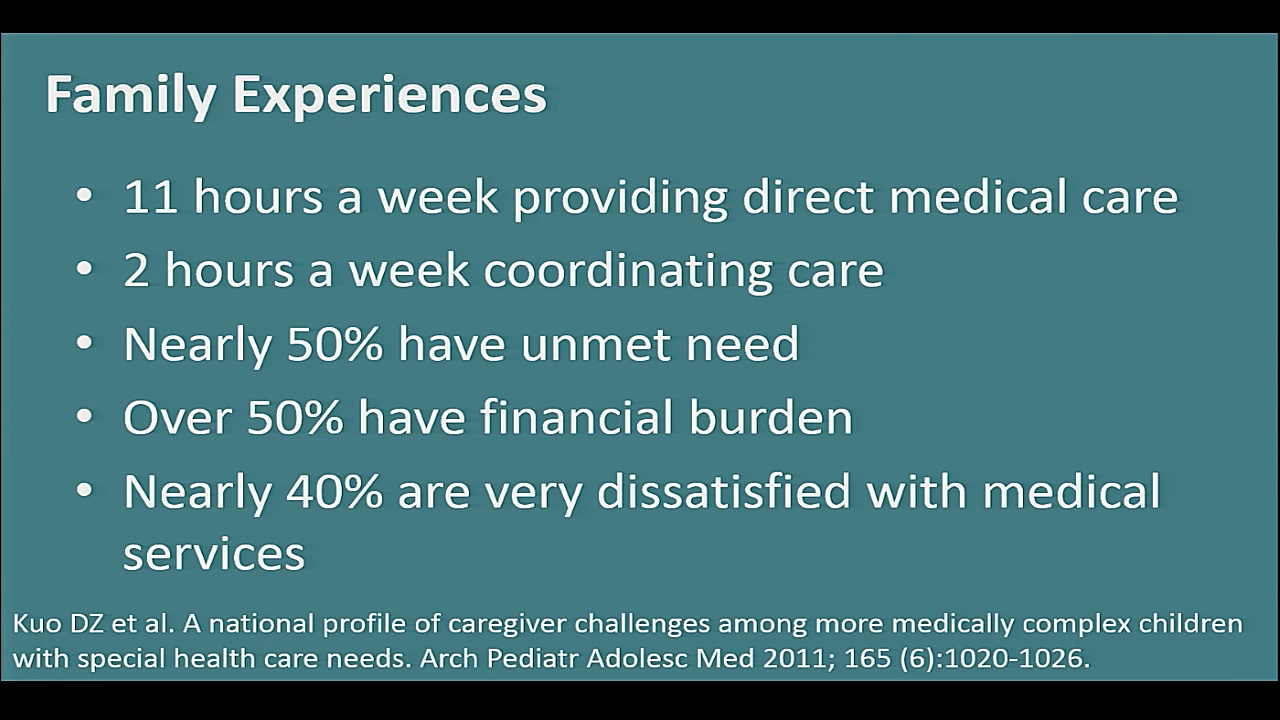 Family Experiences
• 11 hours a week providing direct medical care
• 2 hours a week coordinating care
• Nearly 50% have unmet need
• Over 50% have financial burden
• Nearly 40% are very dissatisfied with medical
services
Kuo DZ et al. A national profile of caregiver challenges among more medically complex children
with special health care needs. Arch Pediatr Adolesc Med 2011; 165 (6):1020-1026.